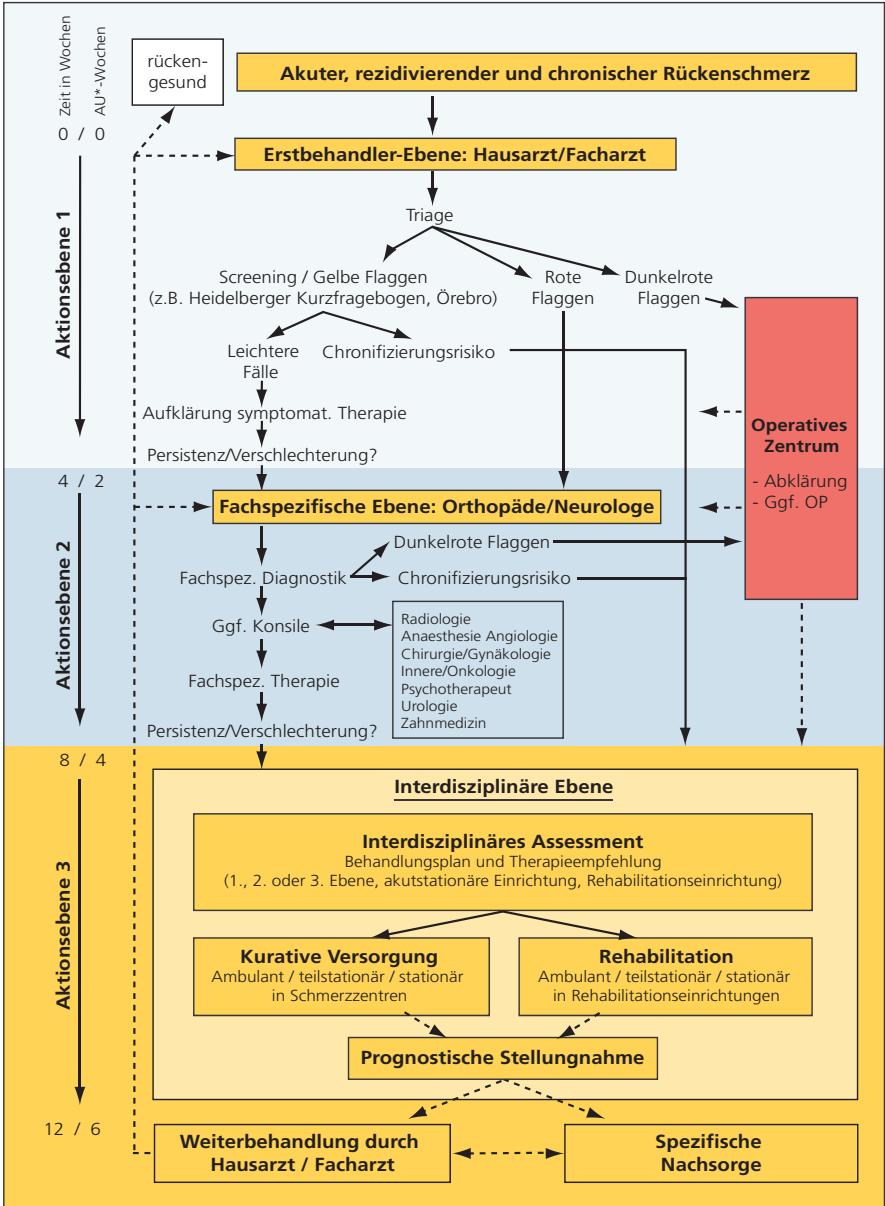 Zeit in Wochen
AU*-Wochen
0 / 0
rücken-
gesund
Akuter, rezidivierender und chronischer Rückenschmerz
Erstbehandler-Ebene: Hausarzt/Facharzt
Aktionsebene 1
Triage
Screening / Gelbe Flaggen
(z.B. Heidelberger Kurzfragebogen, Örebro)
Rote
Flaggen
Dunkelrote
Flaggen
Leichtere
Fälle
Chronifizierungsrisiko
Aufklärung symptomat. Therapie
Persistenz/Verschlechterung?
Operatives
Zentrum
- Abklärung
- Ggf. OP
4 / 2
Aktionsebene 2
Fachspezifische Ebene: Orthopäde/Neurologe
Dunkelrote Flaggen
Fachspez. Diagnostik
Chronifizierungsrisiko
Ggf. Konsile
Radiologie
Anaesthesie Angiologie
Chirurgie/Gynäkologie
Innere/Onkologie
Psychotherapeut
Urologie
Zahnmedizin
Fachspez. Therapie
Persistenz/Verschlechterung?
8 / 4
Aktionsebene 3
Interdisziplinäre Ebene
Interdisziplinäres Assessment
Behandlungsplan und Therapieempfehlung
(1., 2. oder 3. Ebene, akutstationäre Einrichtung, Rehabilitationseinrichtung)
Kurative Versorgung
Ambulant / teilstationär / stationär
in Schmerzzentren
Rehabilitation
Ambulant / teilstationär / stationär
in Rehabilitationseinrichtungen
Prognostische Stellungnahme
12 / 6
Weiterbehandlung durch
Hausarzt / Facharzt
Spezifische
Nachsorge